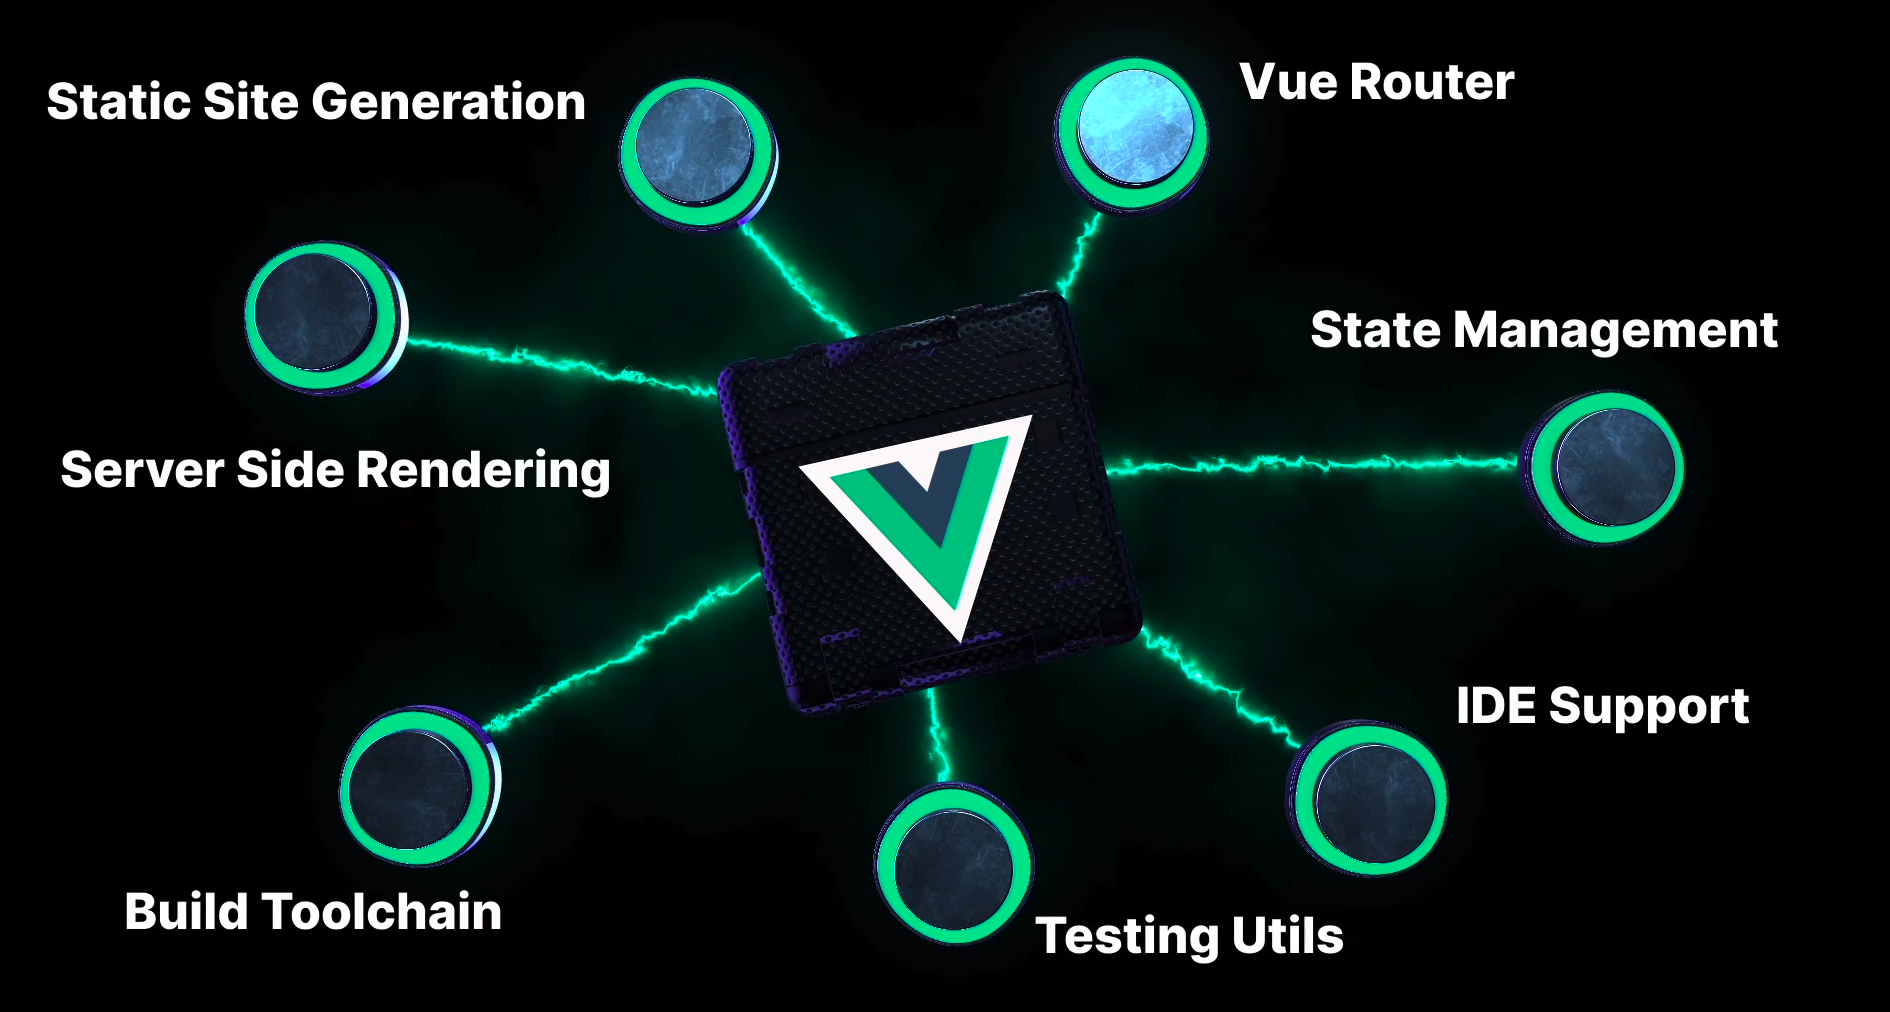 Static Site Generation
Vue Router
State Management
Server Side Rendering
IDE Support
Build Toolchain
Testing Utils